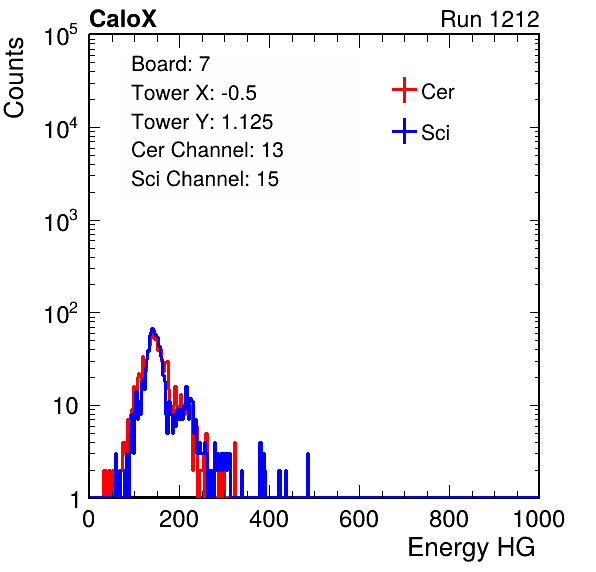 CaloX
Run 1212
Counts
10^5
10^4
10^3
10^2
10
1
Board: 7
Tower X: -0.5
Tower Y: 1.125
Cer Channel: 13
Sci Channel: 15
Cer
Sci
0 200 400 600 800 1000
Energy HG